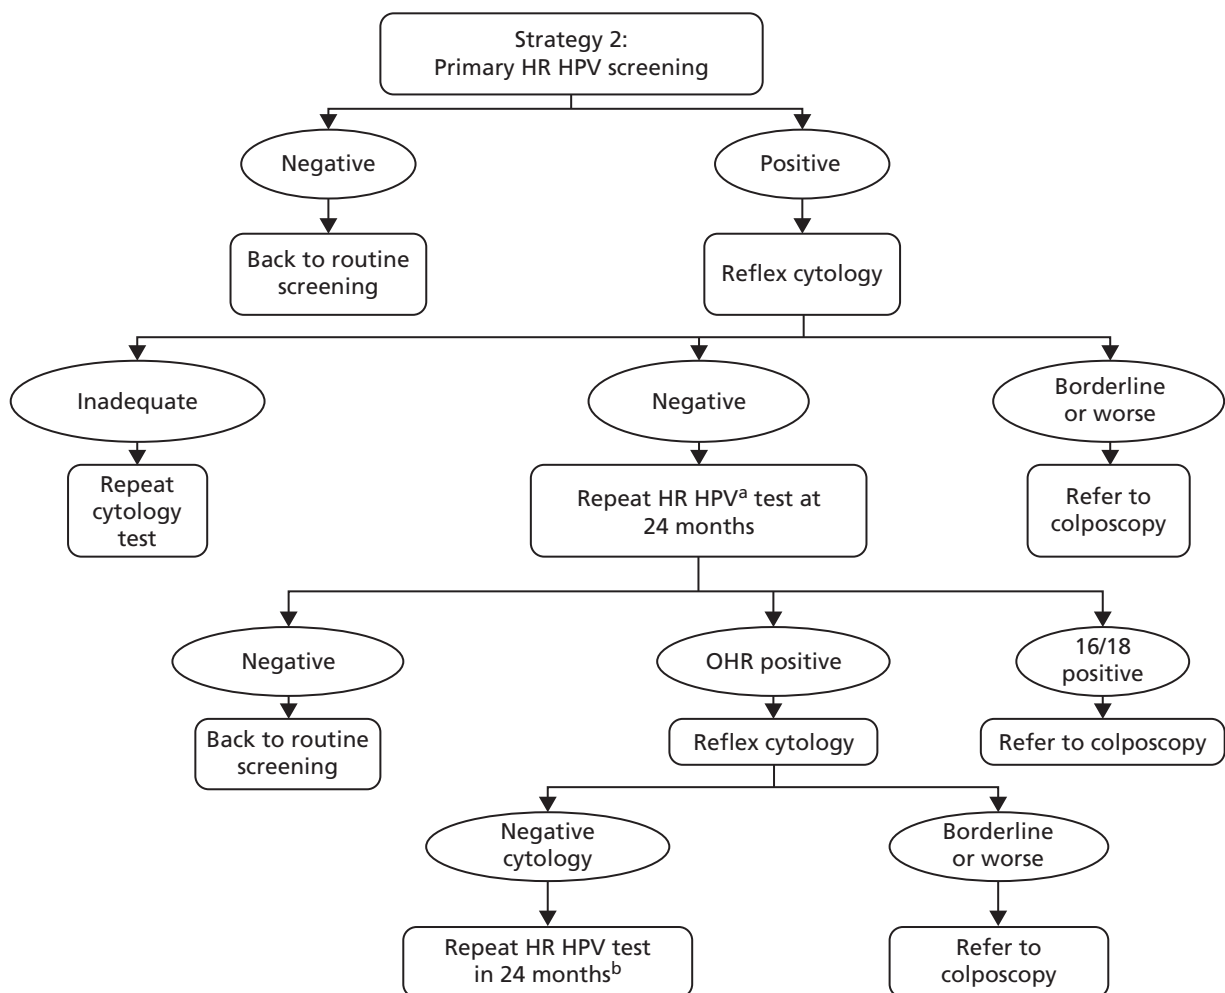 Strategy 2:
Primary HR HPV screening
Negative
Positive
Back to routine
screening
Reflex cytology
Inadequate
Negative
Borderline
or worse
Repeat
cytology
test
Repeat HR HPVᵃ test at
24 months
Refer to
colposcopy
Negative
OHR positive
16/18
positive
Back to routine
screening
Reflex cytology
Refer to colposcopy
Negative
cytology
Borderline
or worse
Repeat HR HPV test
in 24 monthsᵇ
Refer to
colposcopy